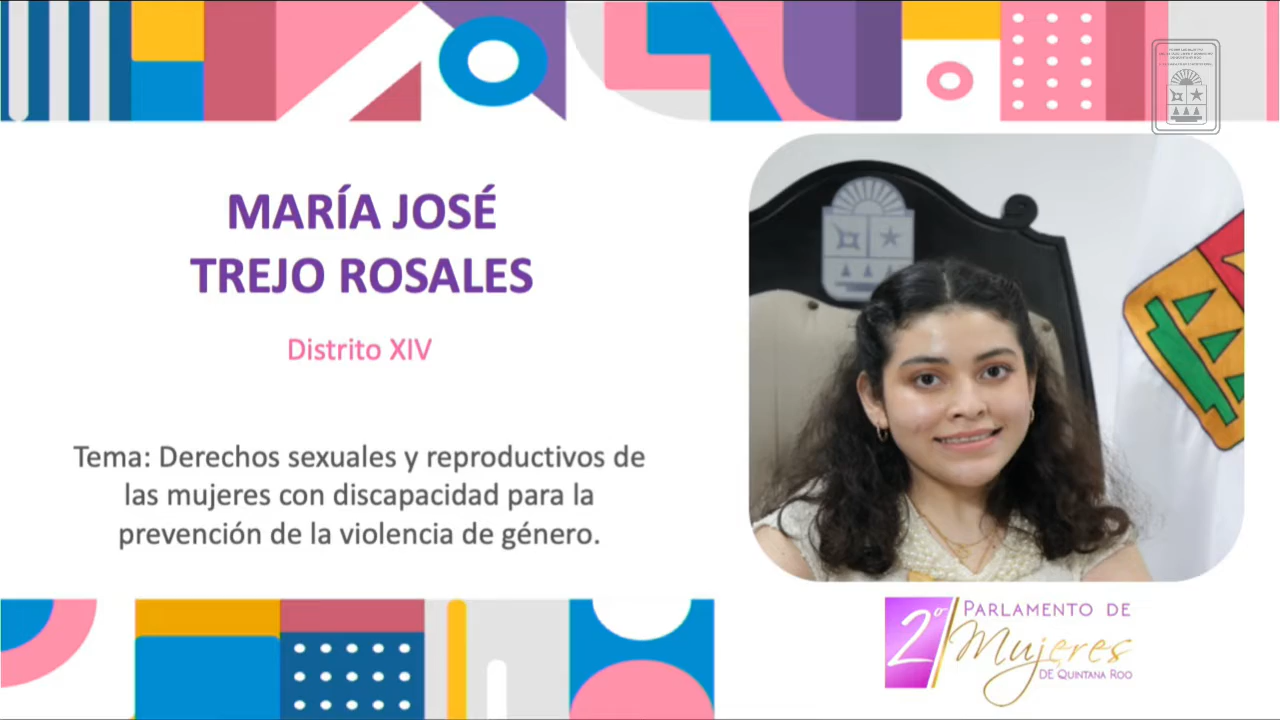 MARÍA JOSÉ
TREJO ROSALES
Distrito XIV
Tema: Derechos sexuales y reproductivos de
las mujeres con discapacidad para la
prevención de la violencia de género.
2º PARLAMENTO DE
Mujeres
DE QUINTANA ROO